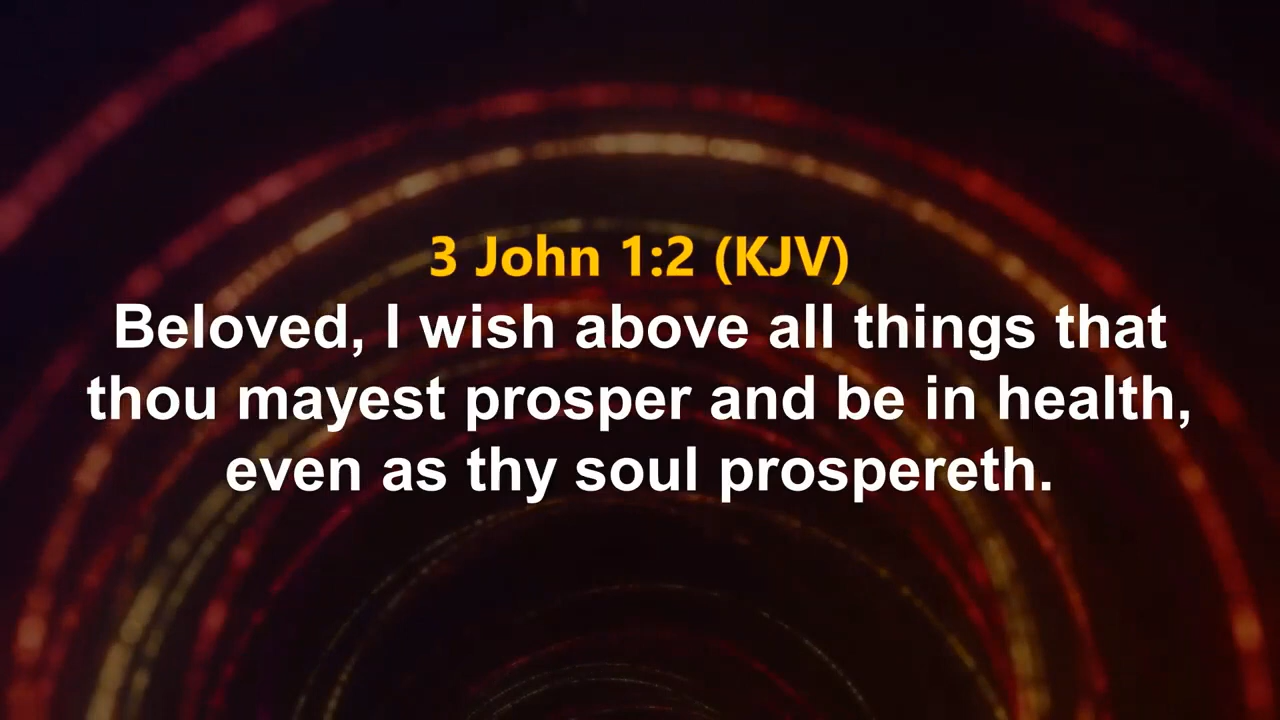 3 John 1:2 (KJV)
Beloved, I wish above all things that
thou mayest prosper and be in health,
even as thy soul prospereth.